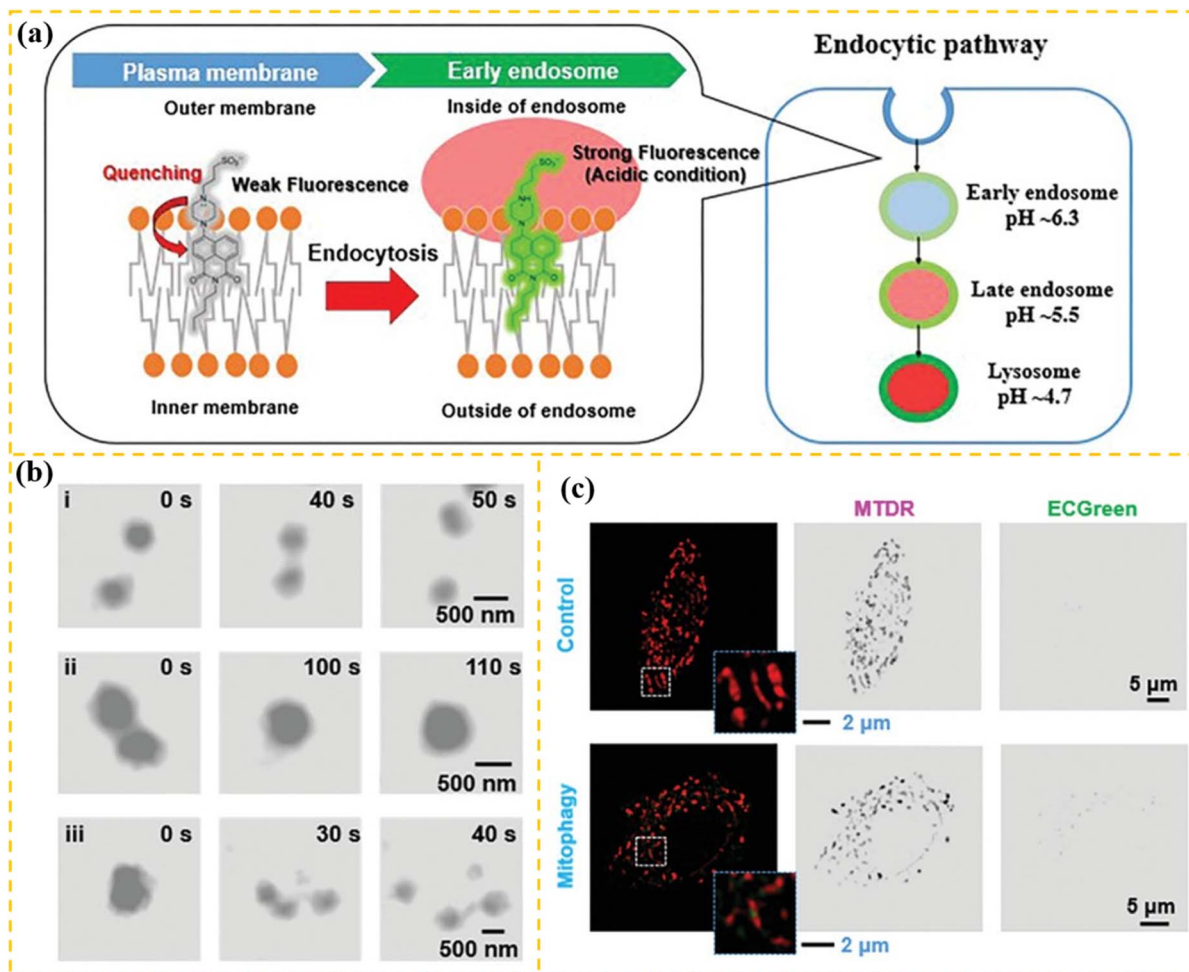 (a)
Plasma membrane
Early endosome
Outer membrane
Inside of endosome
Quenching
Weak Fluorescence
SO₃⁻
N
N
O
N
O
Endocytosis
Strong Fluorescence
(Acidic condition)
SO₃⁻
NH
N
O
N
O
Inner membrane
Outside of endosome
Endocytic pathway
Early endosome
pH ~6.3
Late endosome
pH ~5.5
Lysosome
pH ~4.7
(b)
i
0 s
40 s
50 s
500 nm
ii
0 s
100 s
110 s
500 nm
iii
0 s
30 s
40 s
500 nm
(c)
MTDR
ECGreen
Control
2 µm
5 µm
Mitophagy
2 µm
5 µm